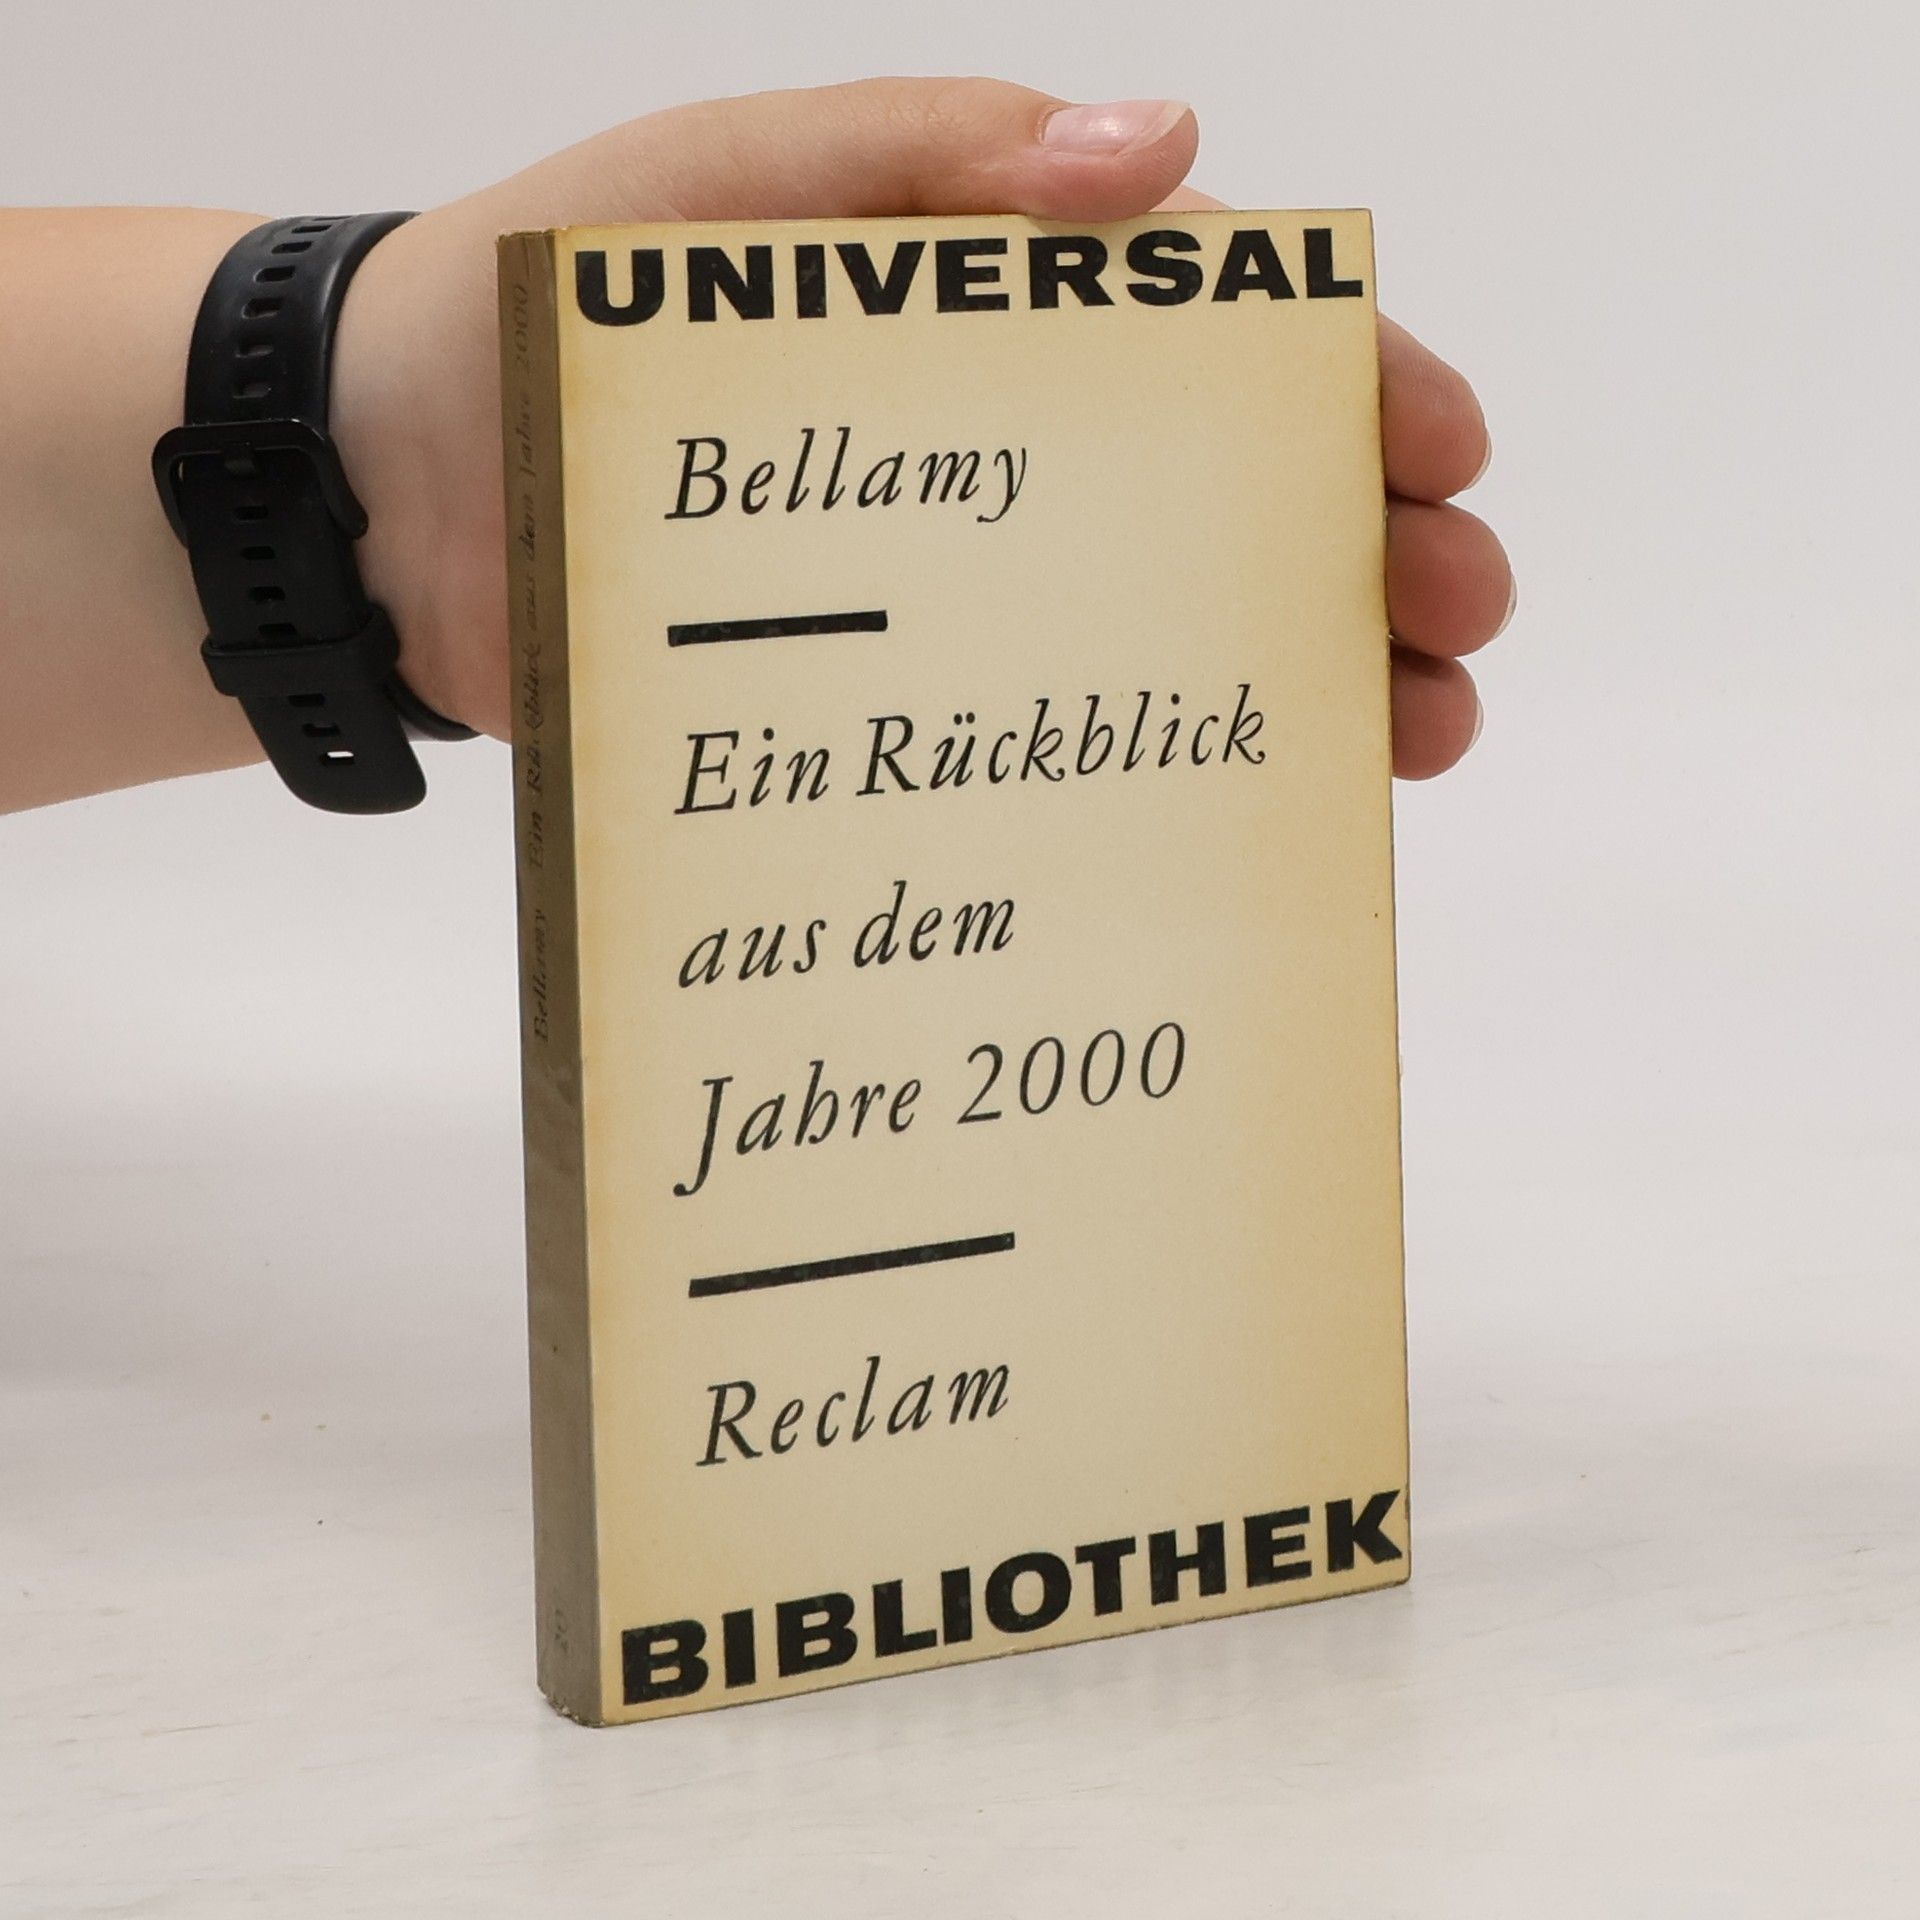 UNIVERSAL
Bellamy
Ein Rückblick
aus dem
Jahre 2000
Reclam
BIBLIOTHEK
Bellamy Ein Rückblick aus dem Jahre 2000